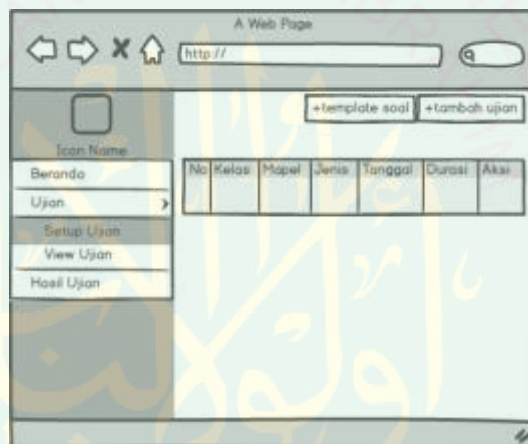 A Web Page
http://
+template soal +tambah ujian
Icon Name
Beranda
Ujian
Setup Ujian
View Ujian
Hasil Ujian
No Kelas Mapel Jenis Tanggal Durasi Aksi